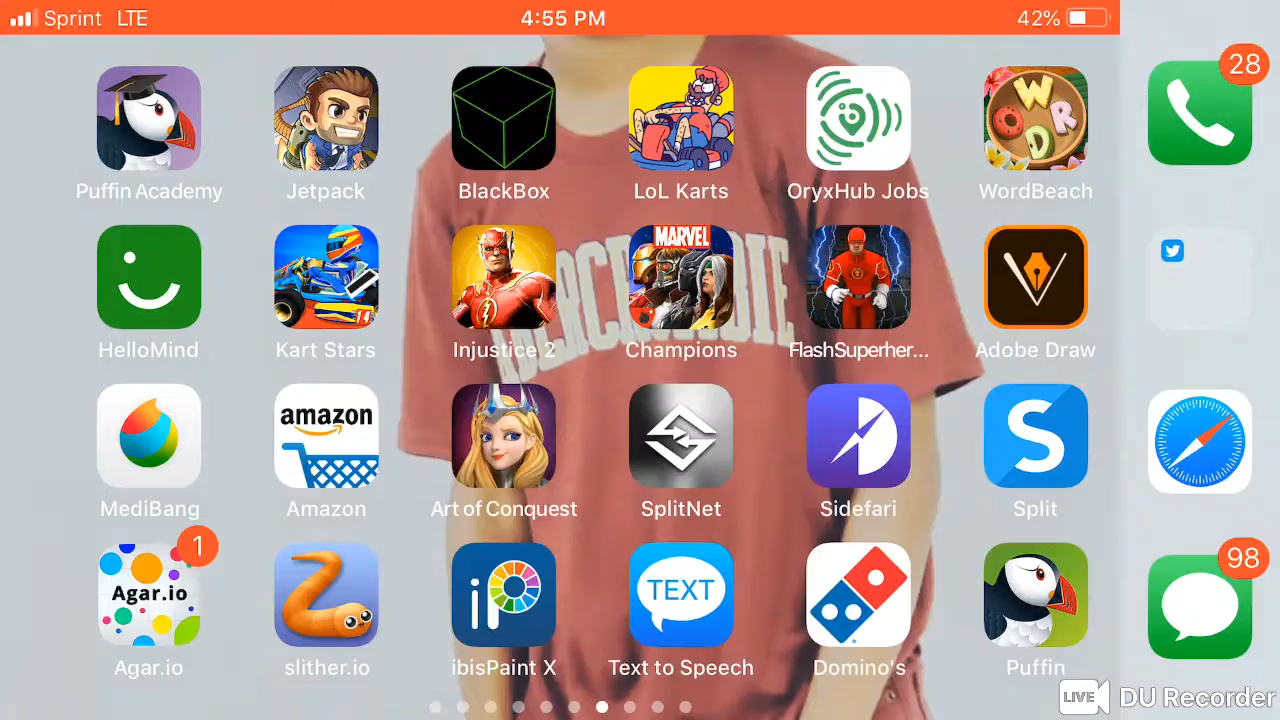 Sprint LTE 4:55 PM 42%
28
Puffin Academy Jetpack BlackBox LoL Karts OryxHub Jobs WordBeach
W O R D
MARVEL
14
HelloMind Kart Stars Injustice 2 Champions FlashSuperher... Adobe Draw
amazon
S
MediBang Amazon Art of Conquest SplitNet Sidefari Split
1
98
Agar.io
iP
TEXT
Agar.io slither.io ibisPaint X Text to Speech Domino's Puffin
LIVE DU Recorder